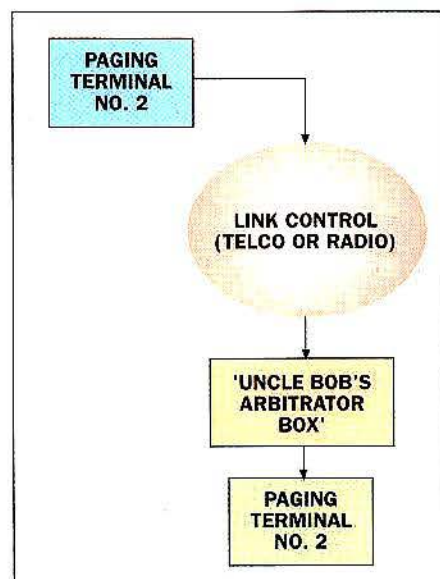 PAGING
TERMINAL
NO. 2
LINK CONTROL
(TELCO OR RADIO)
'UNCLE BOB'S
ARBITRATOR
BOX'
PAGING
TERMINAL
NO. 2